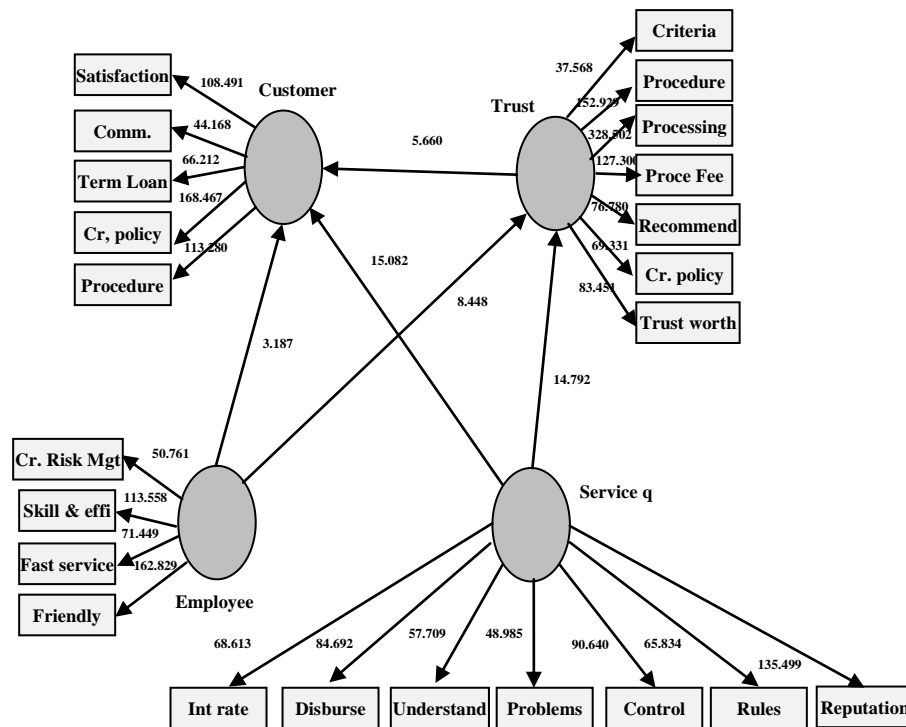 Criteria
Satisfaction
108.491
37.568
Customer
Trust
Procedure
152.929
Comm.
44.168
328.502
Processing
5.660
66.212
127.300
Term Loan
Proce Fee
168.467
76.780
Recommend
Cr, policy
113.280
15.082
69.331
Cr. policy
Procedure
83.451
8.448
Trust worth
3.187
14.792
Cr. Risk Mgt
50.761
Service q
113.558
Skill & effi
71.449
Fast service
162.829
Employee
Friendly
68.613
84.692
57.709
48.985
90.640
65.834
135.499
Int rate
Disburse
Understand
Problems
Control
Rules
Reputation